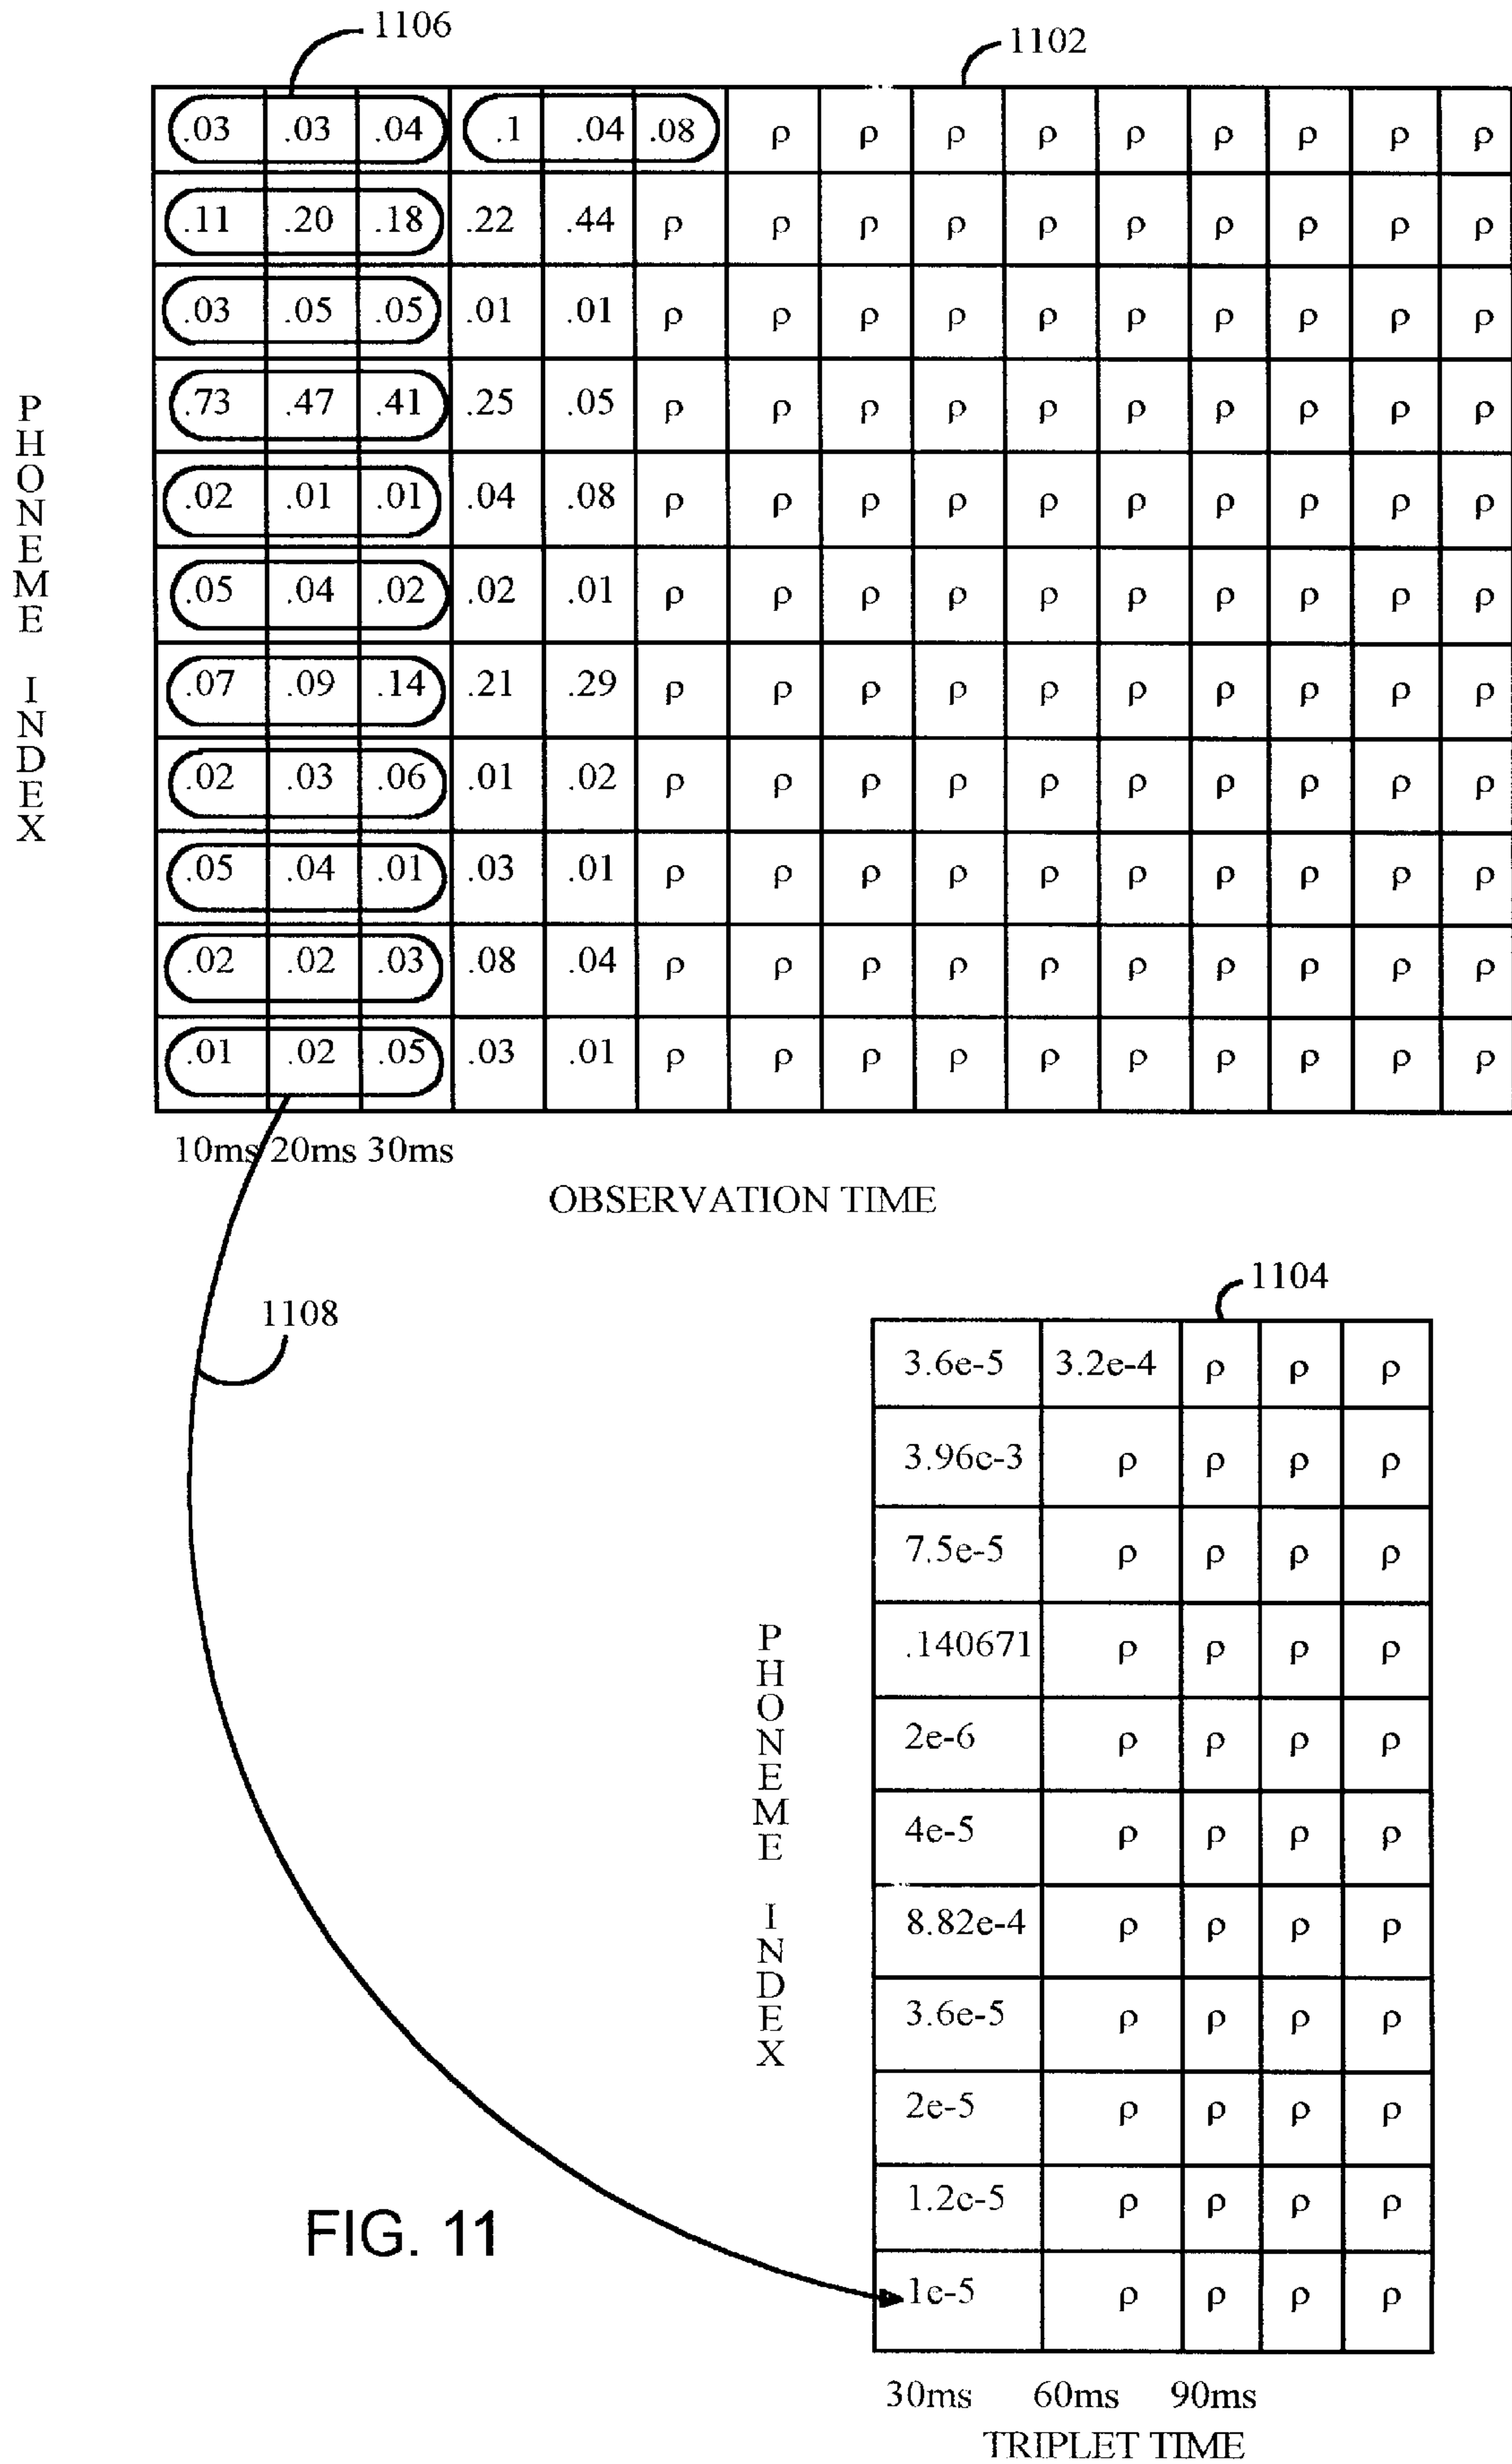 1106
1102
.03 .03 .04 .1 .04 .08 ρ ρ ρ ρ ρ ρ ρ ρ ρ
.11 .20 .18 .22 .44 ρ ρ ρ ρ ρ ρ ρ ρ ρ ρ
.03 .05 .05 .01 .01 ρ ρ ρ ρ ρ ρ ρ ρ ρ ρ
.73 .47 .41 .25 .05 ρ ρ ρ ρ ρ ρ ρ ρ ρ ρ
.02 .01 .01 .04 .08 ρ ρ ρ ρ ρ ρ ρ ρ ρ ρ
.05 .04 .02 .02 .01 ρ ρ ρ ρ ρ ρ ρ ρ ρ ρ
.07 .09 .14 .21 .29 ρ ρ ρ ρ ρ ρ ρ ρ ρ ρ
.02 .03 .06 .01 .02 ρ ρ ρ ρ ρ ρ ρ ρ ρ ρ
.05 .04 .01 .03 .01 ρ ρ ρ ρ ρ ρ ρ ρ ρ ρ
.02 .02 .03 .08 .04 ρ ρ ρ ρ ρ ρ ρ ρ ρ ρ
.01 .02 .05 .03 .01 ρ ρ ρ ρ ρ ρ ρ ρ ρ ρ
PHONEME INDEX
10ms 20ms 30ms
OBSERVATION TIME
1108
1104
3.6e-5 3.2e-4 ρ ρ ρ
3.96e-3 ρ ρ ρ ρ
7.5e-5 ρ ρ ρ ρ
.140671 ρ ρ ρ ρ
2e-6 ρ ρ ρ ρ
4e-5 ρ ρ ρ ρ
8.82e-4 ρ ρ ρ ρ
3.6e-5 ρ ρ ρ ρ
2e-5 ρ ρ ρ ρ
1.2e-5 ρ ρ ρ ρ
1e-5 ρ ρ ρ ρ
PHONEME INDEX
30ms 60ms 90ms
TRIPLET TIME
FIG. 11